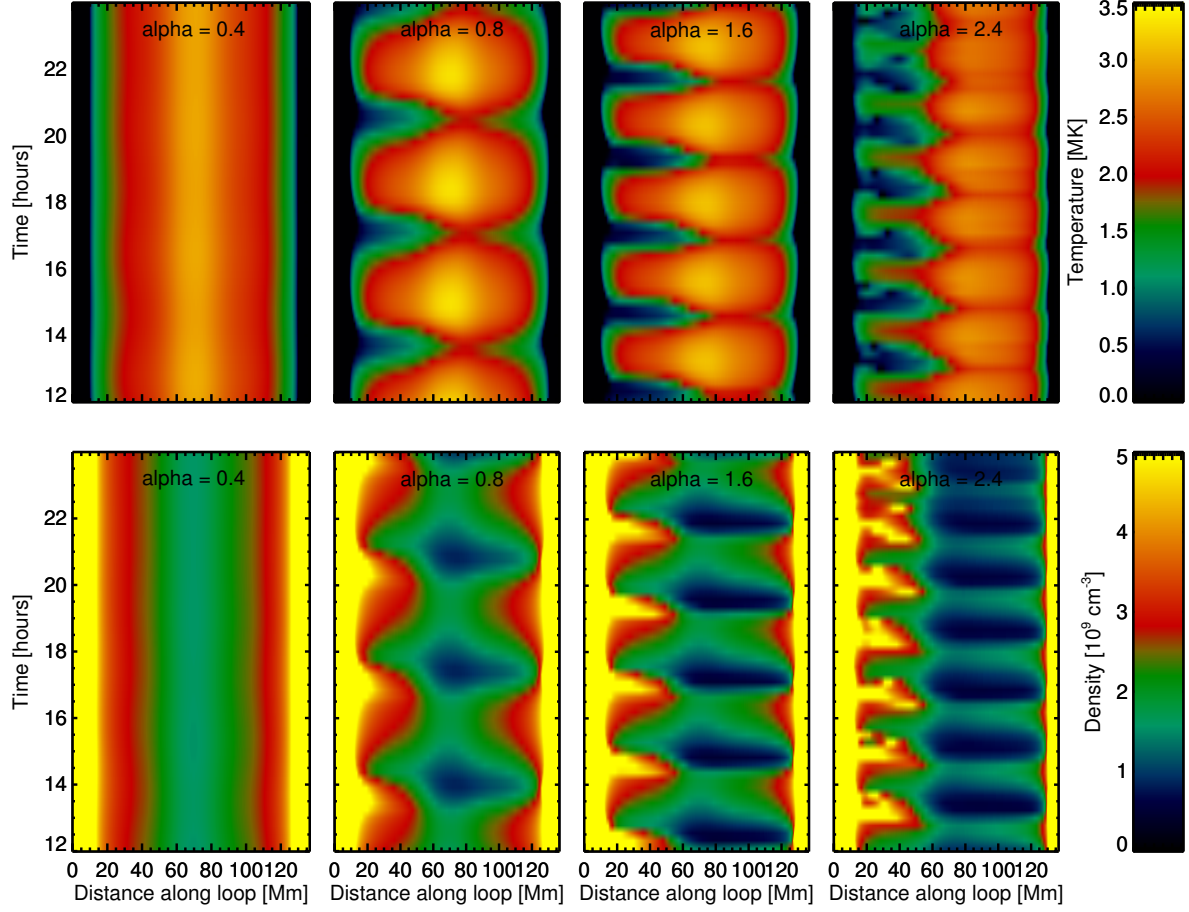 alpha = 0.4
alpha = 0.8
alpha = 1.6
alpha = 2.4
Time [hours]
22
20
18
16
14
12
Temperature [MK]
3.5
3.0
2.5
2.0
1.5
1.0
0.5
0.0
alpha = 0.4
alpha = 0.8
alpha = 1.6
alpha = 2.4
Time [hours]
22
20
18
16
14
12
Density [10⁹ cm⁻³]
5
4
3
2
1
0
0 20 40 60 80 100120
0 20 40 60 80 100120
0 20 40 60 80 100120
0 20 40 60 80 100120
Distance along loop [Mm]
Distance along loop [Mm]
Distance along loop [Mm]
Distance along loop [Mm]